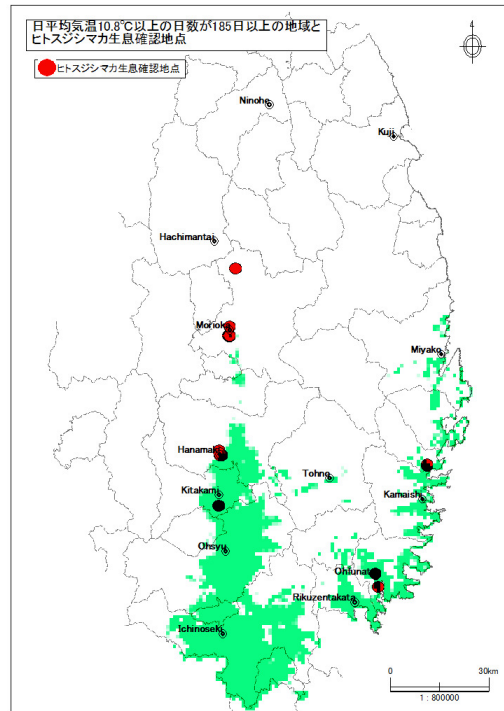 日平均気温10.8℃以上の日数が185日以上の地域と
ヒトスジシマカ生息確認地点
ヒトスジシマカ生息確認地点
4
Ninohe
Kuji
Hachimantai
Morioka
Miyako
Hanamaki
Tohno
Kitakami
Kamaishi
Ohsyu
Ohfunato
Rikuzentakata
Ichinoseki
0 30km
1 : 800000